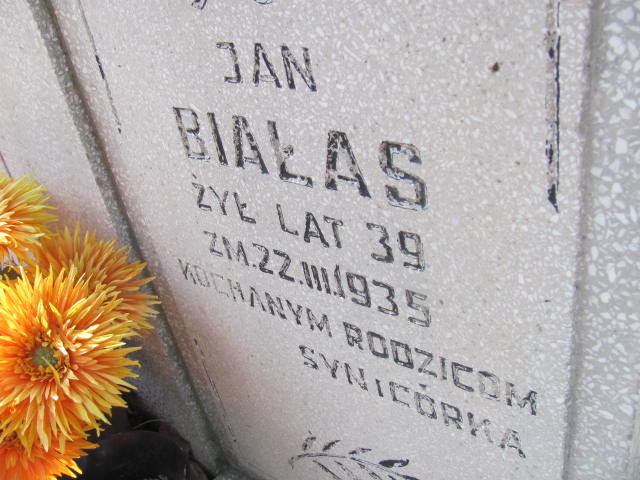 JAN
BIAŁAS
ŻYŁ LAT 39
ZM.22.III.1935
KOCHANYM RODZICOM
SYN I CÓRKA